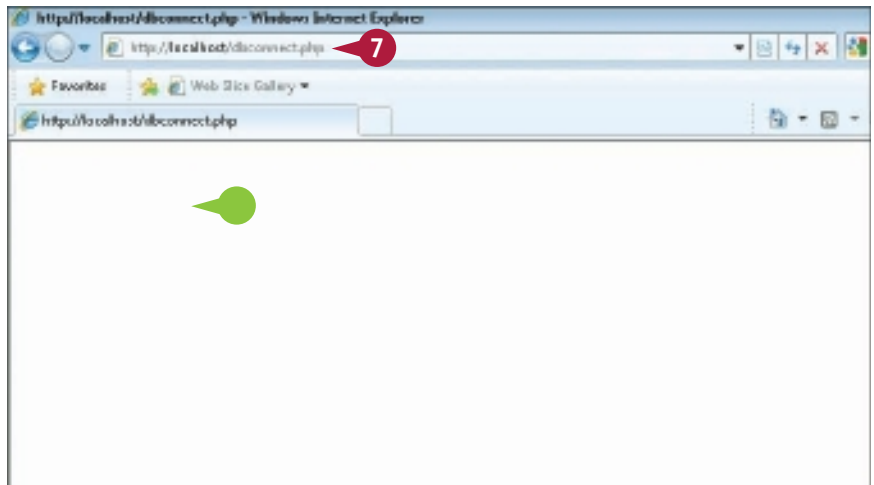 http://localhost/dbconnect.php - Windows Internet Explorer
http://localhost/dbconnect.php
7
Favorites
Web Slice Gallery
http://localhost/dbconnect.php